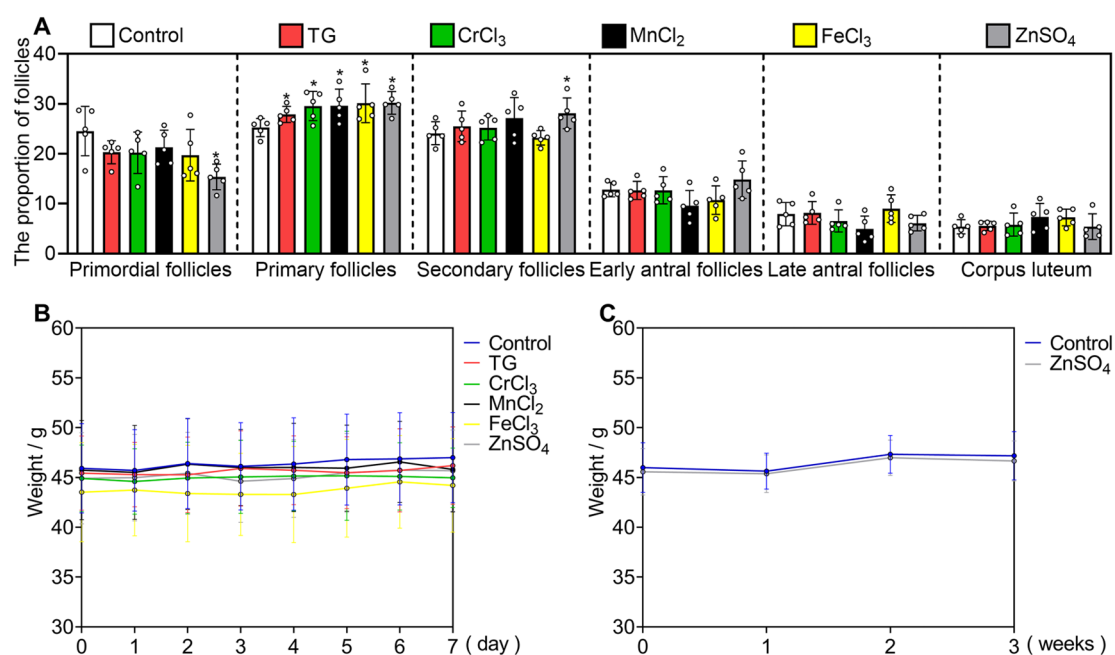 A
Control TG CrCl3 MnCl2 FeCl3 ZnSO4
The proportion of follicles
40
30
20
10
0
* * * * * * *
Primordial follicles Primary follicles Secondary follicles Early antral follicles Late antral follicles Corpus luteum
B
Weight / g
60
55
50
45
40
35
30
0 1 2 3 4 5 6 7 ( day )
Control
TG
CrCl3
MnCl2
FeCl3
ZnSO4
C
Weight / g
60
55
50
45
40
35
30
0 1 2 3 ( weeks )
Control
ZnSO4